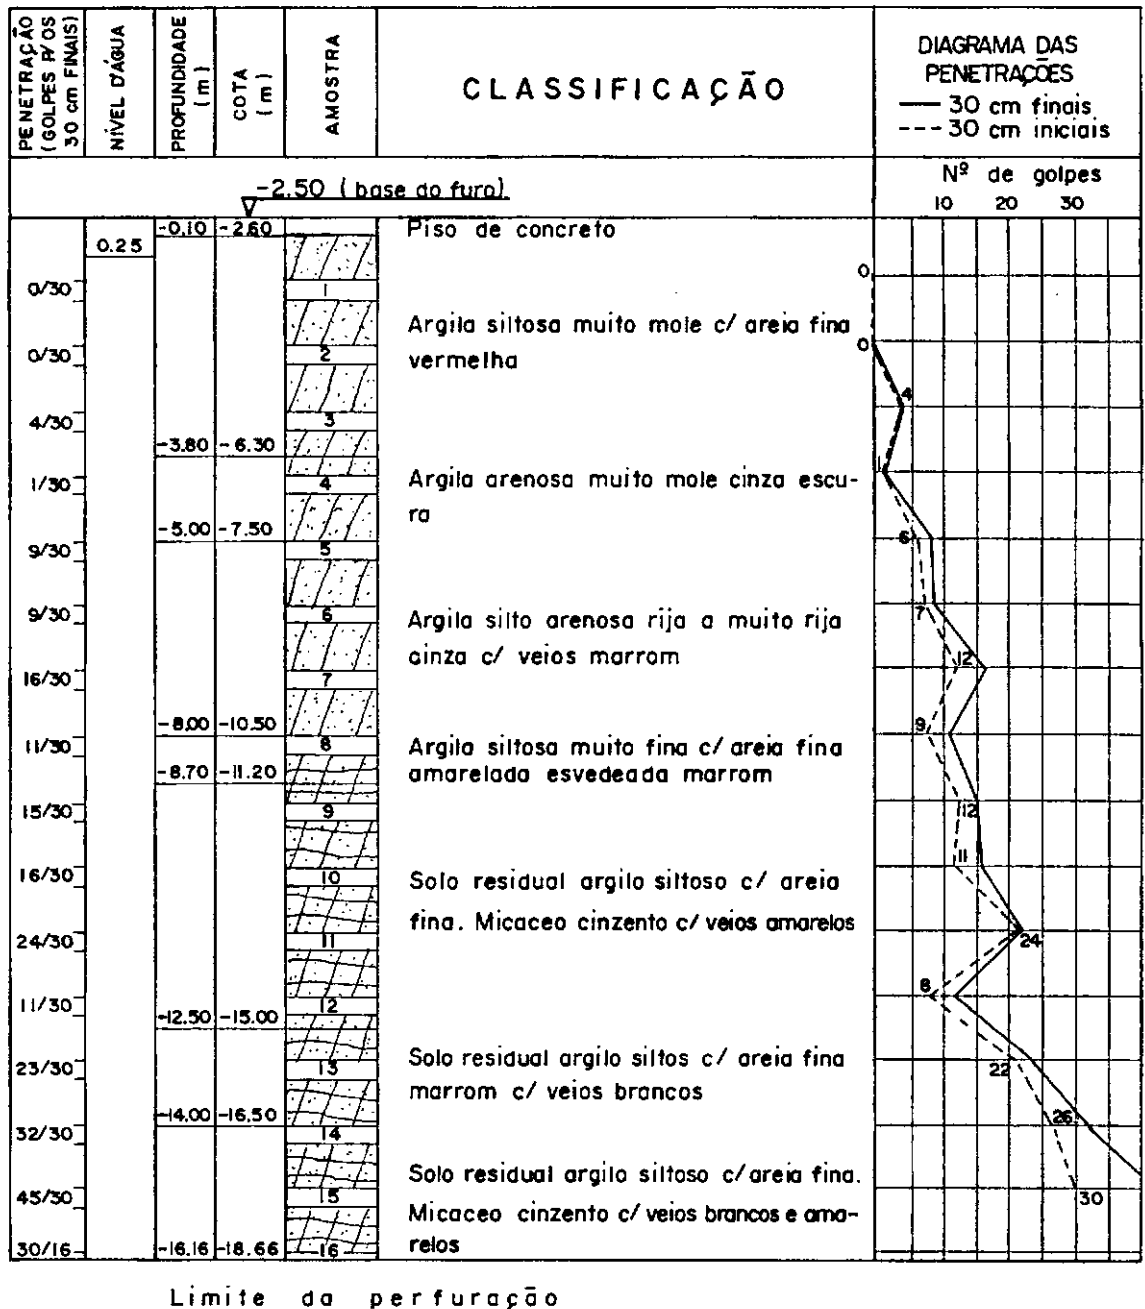 PENETRAÇÃO
(GOLPES P/ OS
30 cm FINAIS)
NÍVEL D'ÁGUA
PROFUNDIDADE
(m)
COTA
(m)
AMOSTRA
CLASSIFICAÇÃO
DIAGRAMA DAS
PENETRAÇÕES
30 cm finais
30 cm iniciais
-2.50 (base do furo)
Nº de golpes
10 20 30
-0.10 -2.60 Piso de concreto
0.25
0
0/30 1
Argila siltosa muito mole c/ areia fina
0/30 2 0
vermelha
4
4/30 3
-3.80 -6.30
1
1/30 4 Argila arenosa muito mole cinza escu-
ra
-5.00 -7.50
9/30 5 6
9/30 6 7
Argila silto arenosa rija a muito rija
cinza c/ veios marrom 12
16/30 7
-8.00 -10.50 9
11/30 8 Argila siltosa muito fina c/ areia fina
-8.70 -11.20 amarelada esvedeada marrom
15/30 9 12
11
16/30 10 Solo residual argilo siltoso c/ areia
fina. Micaceo cinzento c/ veios amarelos
24/30 11 24
8
11/30 12
-12.50 -15.00
Solo residual argilo siltos c/ areia fina
23/30 13 22
marrom c/ veios brancos
-14.00 -16.50 26
32/30 14
Solo residual argilo siltoso c/ areia fina.
45/30 15 30
Micaceo cinzento c/ veios brancos e ama-
relos
30/16 -16.16 -18.66 16
Limite da perfuração